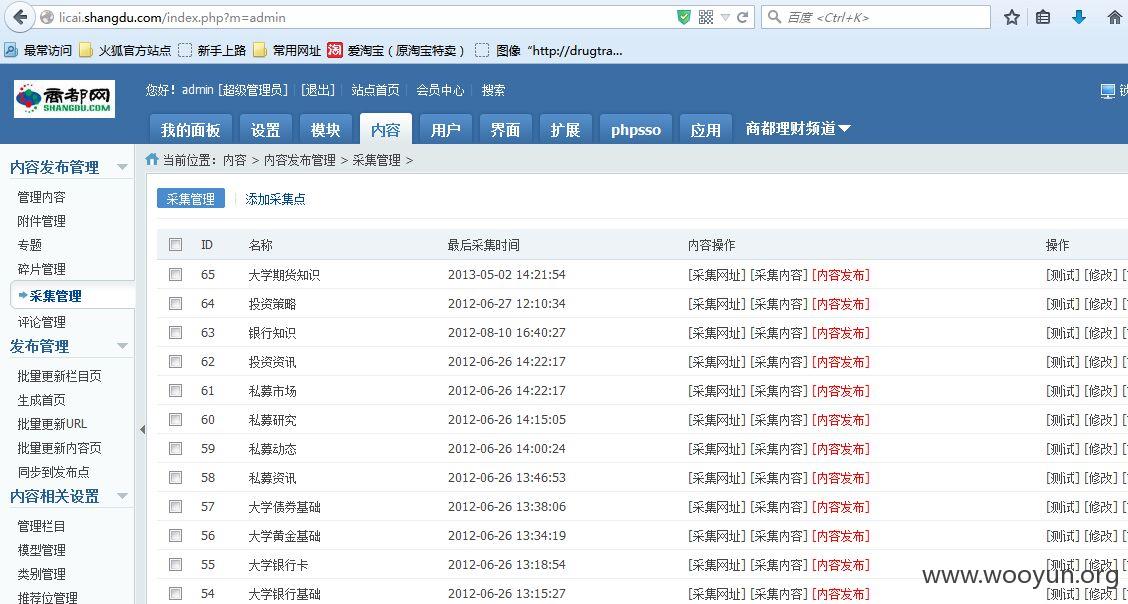 licai.shangdu.com/index.php?m=admin
百度 <Ctrl+K>
最常访问 火狐官方站点 新手上路 常用网址 淘 爱淘宝（原淘宝特卖） 图像 “http://drugtra...
商都网
SHANGDU.COM
您好！admin [超级管理员] [退出] 站点首页 会员中心 搜索
我的面板 设置 模块 内容 用户 界面 扩展 phpsso 应用 商都理财频道
当前位置：内容 > 内容发布管理 > 采集管理 >
内容发布管理
管理内容
附件管理
专题
碎片管理
采集管理
评论管理
发布管理
批量更新栏目页
生成首页
批量更新URL
批量更新内容页
同步到发布点
内容相关设置
管理栏目
模型管理
类别管理
推荐位管理
采集管理 添加采集点
ID 名称 最后采集时间 内容操作 操作
65 大学期货知识 2013-05-02 14:21:54 [采集网址] [采集内容] [内容发布] [测试] [修改] [
64 投资策略 2012-06-27 12:10:34 [采集网址] [采集内容] [内容发布] [测试] [修改] [
63 银行知识 2012-08-10 16:40:27 [采集网址] [采集内容] [内容发布] [测试] [修改] [
62 投资资讯 2012-06-26 14:22:17 [采集网址] [采集内容] [内容发布] [测试] [修改] [
61 私募市场 2012-06-26 14:22:17 [采集网址] [采集内容] [内容发布] [测试] [修改] [
60 私募研究 2012-06-26 14:15:05 [采集网址] [采集内容] [内容发布] [测试] [修改] [
59 私募动态 2012-06-26 14:00:24 [采集网址] [采集内容] [内容发布] [测试] [修改] [
58 私募资讯 2012-06-26 13:46:53 [采集网址] [采集内容] [内容发布] [测试] [修改] [
57 大学债券基础 2012-06-26 13:38:06 [采集网址] [采集内容] [内容发布] [测试] [修改] [
56 大学黄金基础 2012-06-26 13:34:19 [采集网址] [采集内容] [内容发布] [测试] [修改] [
55 大学银行卡 2012-06-26 13:18:54 [采集网址] [采集内容] [内容发布] [测试] [修改] [
54 大学银行基础 2012-06-26 13:15:27 [采集网址] [采集内容] [内容发布] [测试] [修改] [
www.wooyun.org